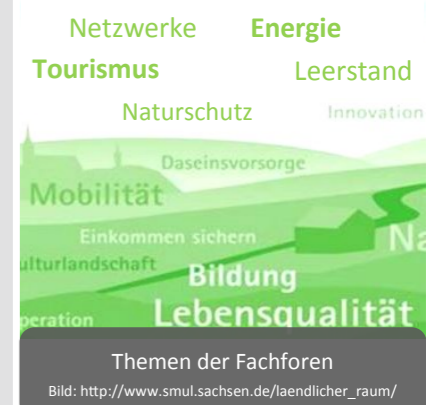 Netzwerke Energie
Tourismus Leerstand
Naturschutz Innovation
Daseinsvorsorge
Mobilität
Einkommen sichern Na
ulturlandschaft
Bildung
peration Lebensqualität
Themen der Fachforen
Bild: http://www.smul.sachsen.de/laendlicher_raum/